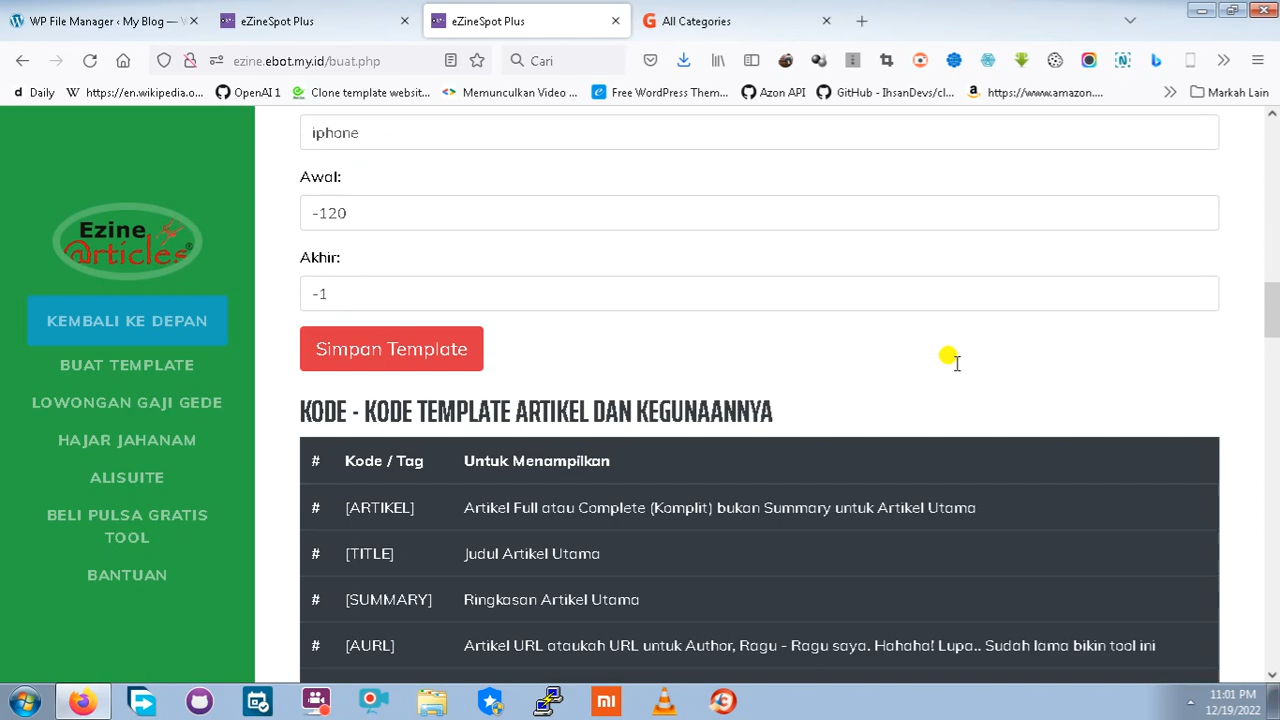 WP File Manager < My Blog —
eZineSpot Plus
eZineSpot Plus
All Categories
ezine.ebot.my.id/buat.php
Cari
Daily
https://en.wikipedia.o...
OpenAI 1
Clone template websit...
Memunculkan Video ...
Free WordPress Them...
Azon API
GitHub - IhsanDevs/cl...
https://www.amazon....
Markah Lain
Ezine
@rticles®
KEMBALI KE DEPAN
BUAT TEMPLATE
LOWONGAN GAJI GEDE
HAJAR JAHANAM
ALISUITE
BELI PULSA GRATIS
TOOL
BANTUAN
iphone
Awal:
-120
Akhir:
-1
Simpan Template
KODE - KODE TEMPLATE ARTIKEL DAN KEGUNAANNYA
# Kode / Tag Untuk Menampilkan
# [ARTIKEL] Artikel Full atau Complete (Komplit) bukan Summary untuk Artikel Utama
# [TITLE] Judul Artikel Utama
# [SUMMARY] Ringkasan Artikel Utama
# [AURL] Artikel URL ataukah URL untuk Author, Ragu - Ragu saya. Hahaha! Lupa.. Sudah lama bikin tool ini
11:01 PM
12/19/2022